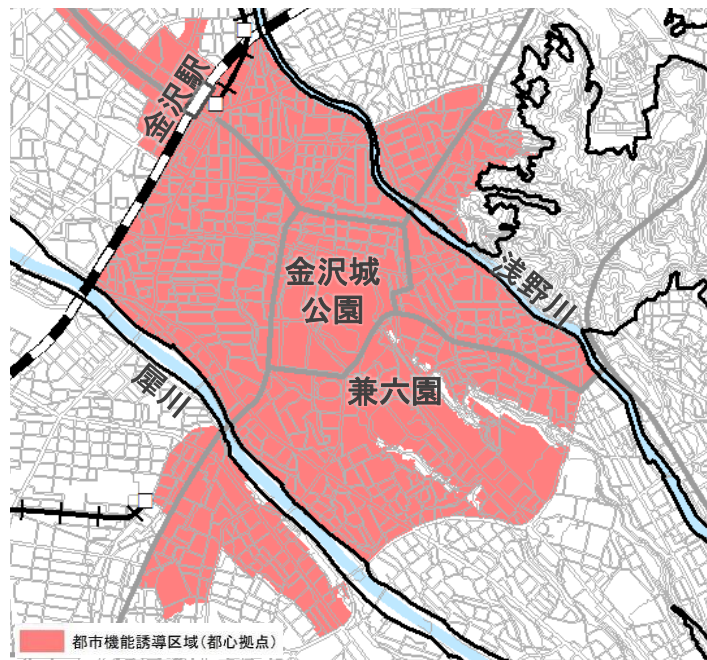 金沢駅
金沢城
公園
浅野川
兼六園
犀川
都市機能誘導区域(都心拠点)